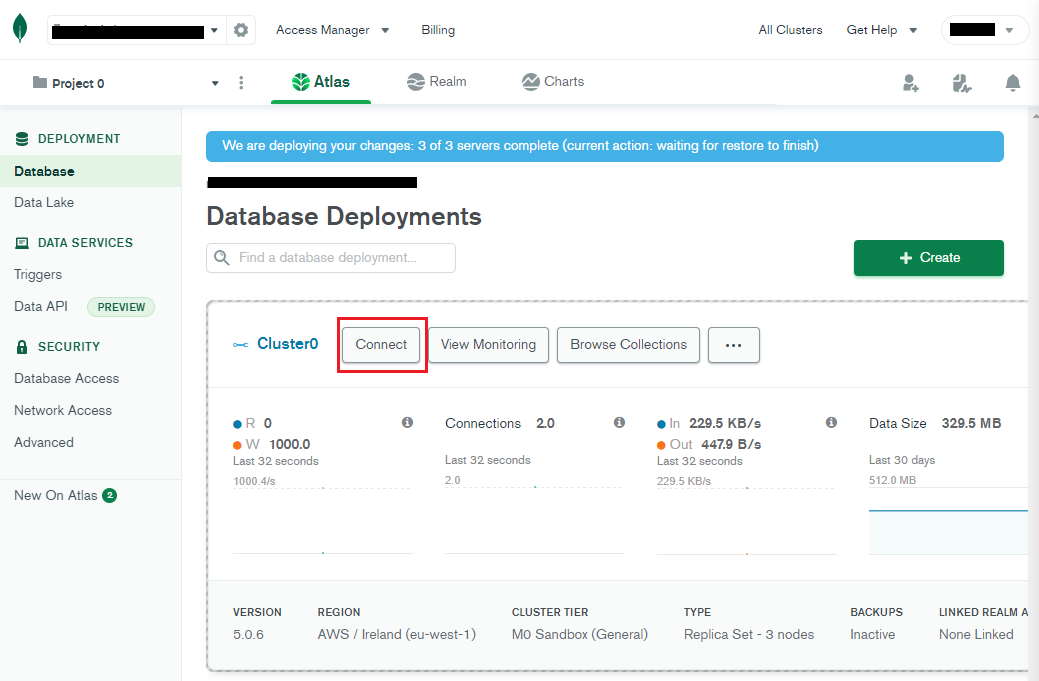 Access Manager
Billing
All Clusters
Get Help
Project 0
Atlas
Realm
Charts
DEPLOYMENT
Database
Data Lake
DATA SERVICES
Triggers
Data API PREVIEW
SECURITY
Database Access
Network Access
Advanced
New On Atlas 2
We are deploying your changes: 3 of 3 servers complete (current action: waiting for restore to finish)
Database Deployments
Find a database deployment...
+ Create
Cluster0
Connect
View Monitoring
Browse Collections
...
R 0
W 1000.0
Last 32 seconds
1000.4/s
Connections 2.0
Last 32 seconds
2.0
In 229.5 KB/s
Out 447.9 B/s
Last 32 seconds
229.5 KB/s
Data Size 329.5 MB
Last 30 days
512.0 MB
VERSION
5.0.6
REGION
AWS / Ireland (eu-west-1)
CLUSTER TIER
M0 Sandbox (General)
TYPE
Replica Set - 3 nodes
BACKUPS
Inactive
LINKED REALM A
None Linked